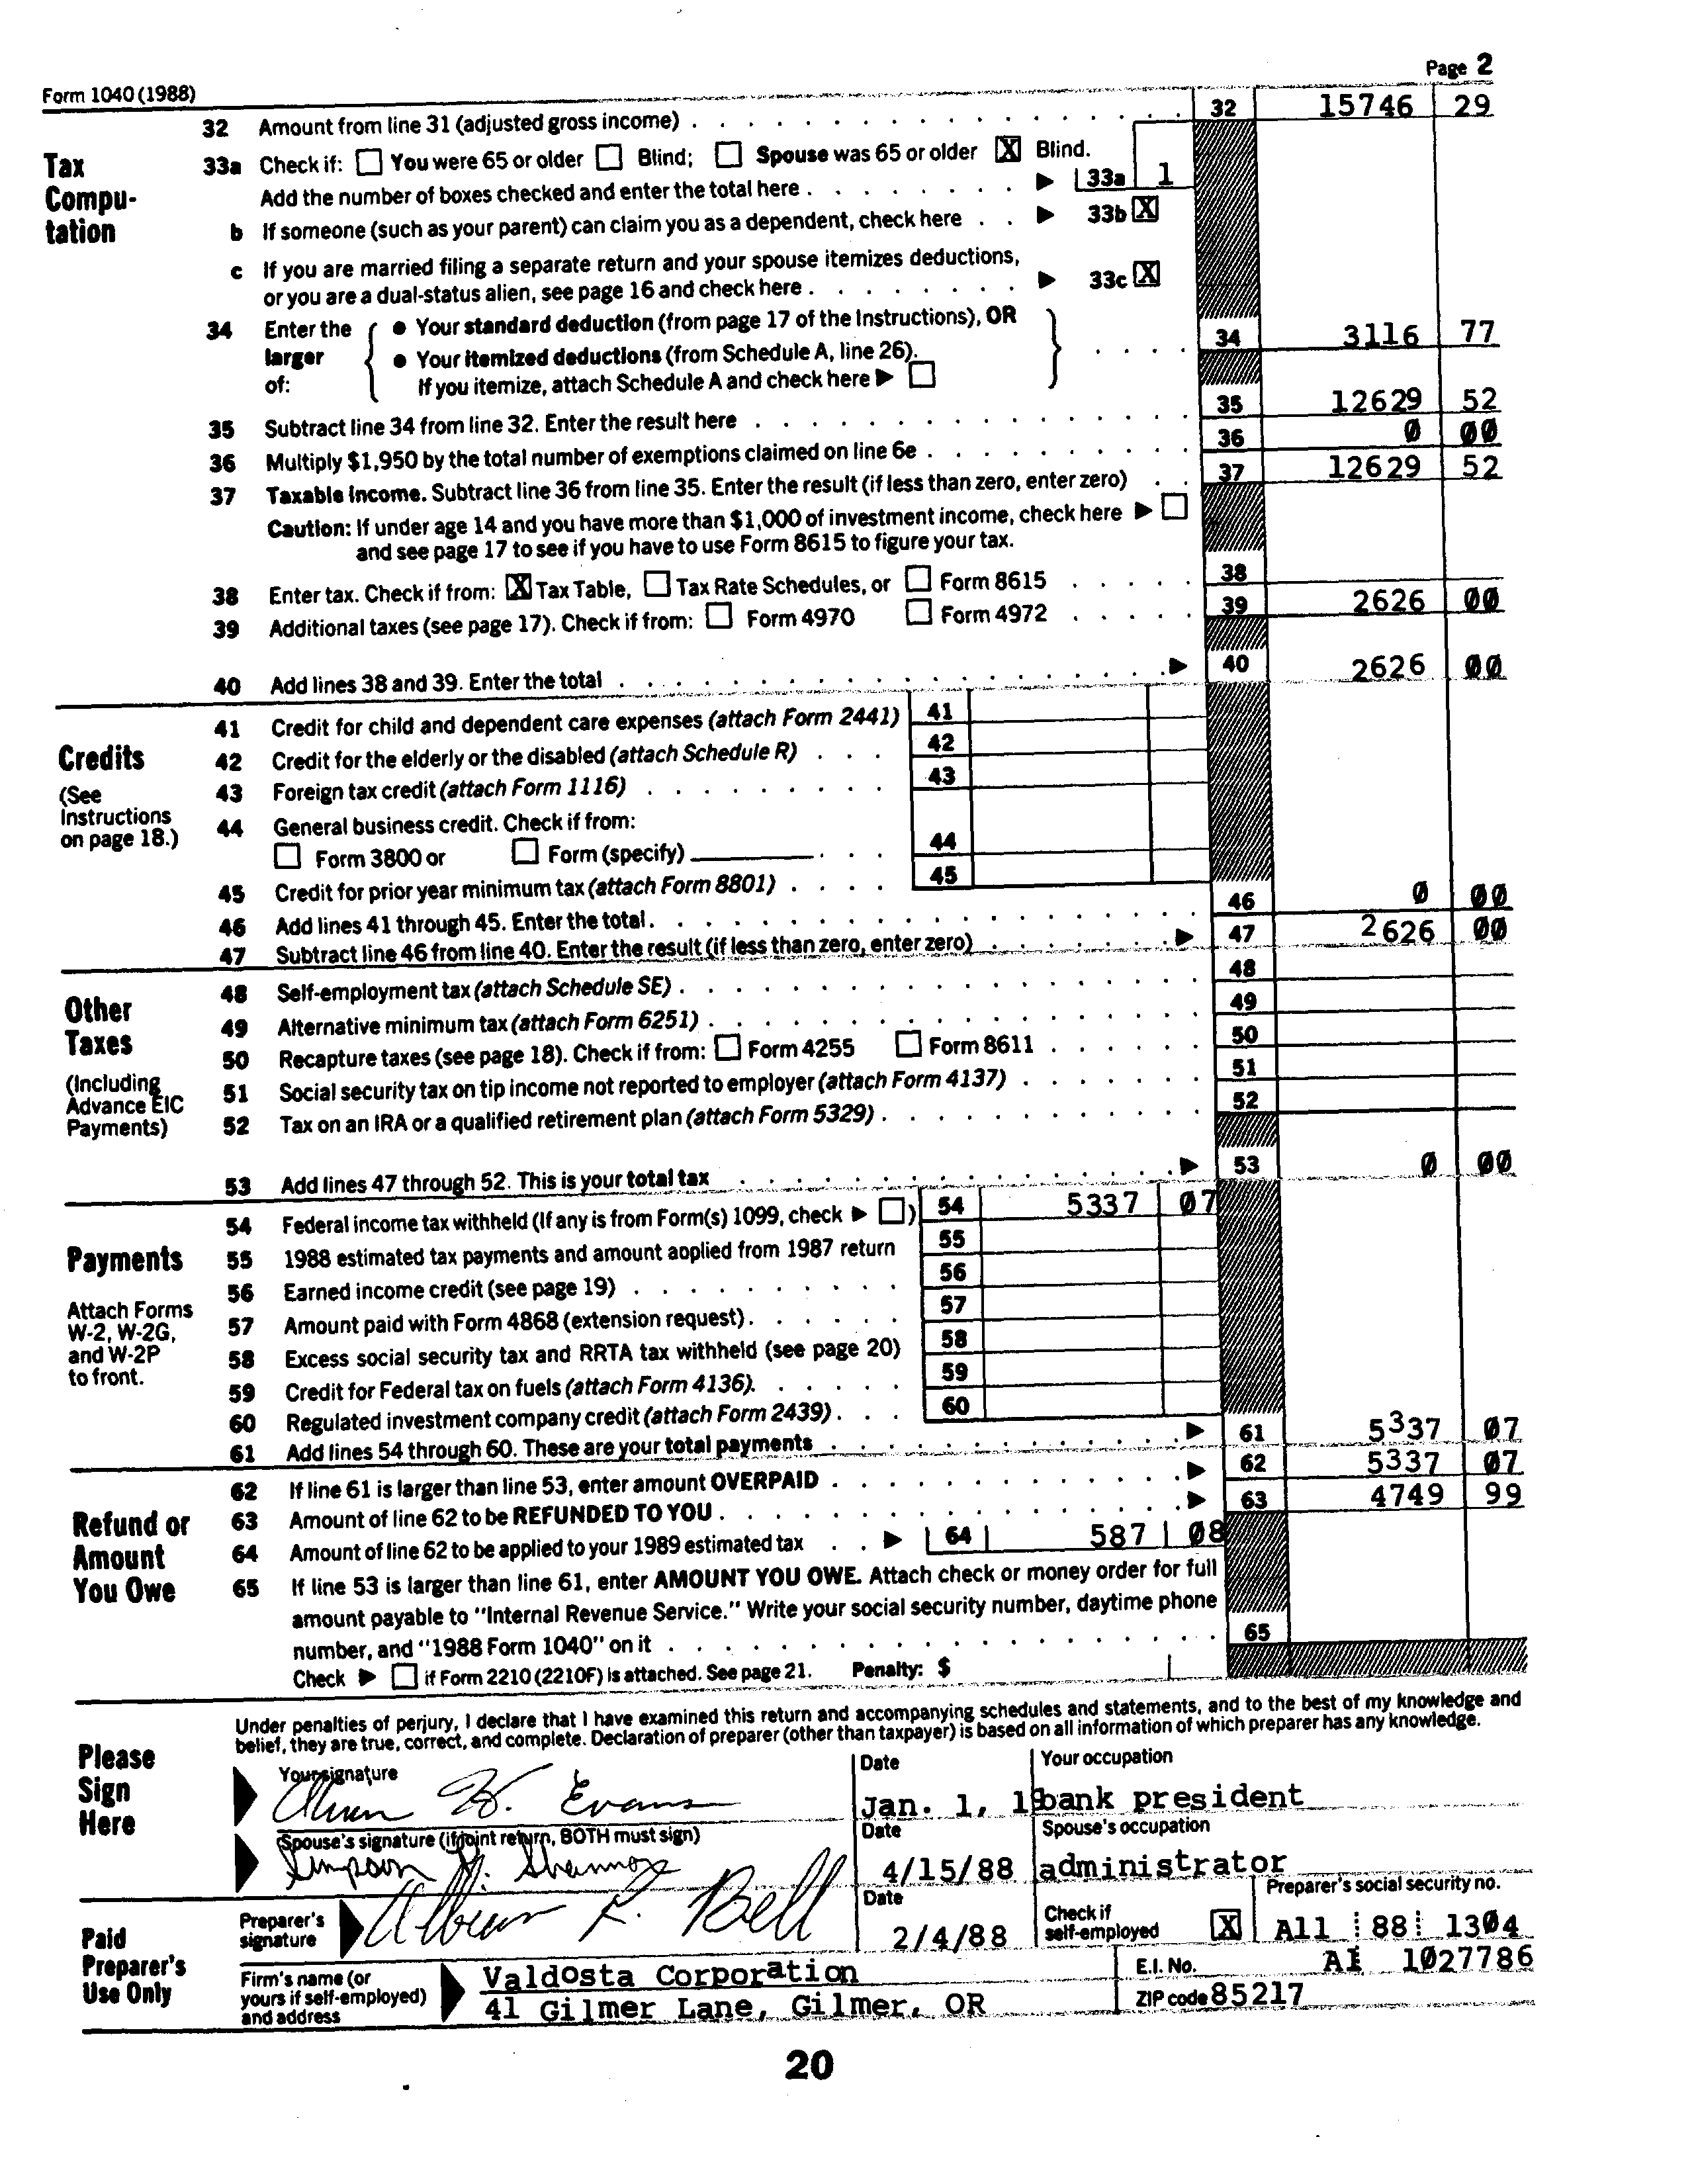 Form 1040 (1988)
Page 2
32 Amount from line 31 (adjusted gross income) . . . 32 15746 29
Tax Compu-tation
33a Check if: You were 65 or older Blind; Spouse was 65 or older X Blind.
Add the number of boxes checked and enter the total here . . . 33a 1
b If someone (such as your parent) can claim you as a dependent, check here . . 33b X
c If you are married filing a separate return and your spouse itemizes deductions,
or you are a dual-status alien, see page 16 and check here . . . 33c X
34 Enter the larger of: { • Your standard deduction (from page 17 of the Instructions), OR
• Your itemized deductions (from Schedule A, line 26).
If you itemize, attach Schedule A and check here } . . . . 34 3116 77
35 Subtract line 34 from line 32. Enter the result here . . . 35 12629 52
36 Multiply $1,950 by the total number of exemptions claimed on line 6e . . . 36 0 00
37 Taxable Income. Subtract line 36 from line 35. Enter the result (if less than zero, enter zero) . . 37 12629 52
Caution: If under age 14 and you have more than $1,000 of investment income, check here
and see page 17 to see if you have to use Form 8615 to figure your tax.
38 Enter tax. Check if from: X Tax Table, Tax Rate Schedules, or Form 8615 . . . . . 38
39 Additional taxes (see page 17). Check if from: Form 4970 Form 4972 . . . . . 39 2626 00
40 Add lines 38 and 39. Enter the total . . . 40 2626 00
Credits
(See Instructions on page 18.)
41 Credit for child and dependent care expenses (attach Form 2441) 41
42 Credit for the elderly or the disabled (attach Schedule R) . . . 42
43 Foreign tax credit (attach Form 1116) . . . 43
44 General business credit. Check if from:
Form 3800 or Form (specify) . . . 44
45 Credit for prior year minimum tax (attach Form 8801) . . . . 45
46 Add lines 41 through 45. Enter the total . . . 46 0 00
47 Subtract line 46 from line 40. Enter the result (if less than zero, enter zero) . . . 47 2626 00
Other Taxes
(Including Advance EIC Payments)
48 Self-employment tax (attach Schedule SE) . . . 48
49 Alternative minimum tax (attach Form 6251) . . . 49
50 Recapture taxes (see page 18). Check if from: Form 4255 Form 8611 . . . 50
51 Social security tax on tip income not reported to employer (attach Form 4137) . . . 51
52 Tax on an IRA or a qualified retirement plan (attach Form 5329) . . . 52
53 Add lines 47 through 52. This is your total tax . . . 53 0 00
Payments
Attach Forms W-2, W-2G, and W-2P to front.
54 Federal income tax withheld (If any is from Form(s) 1099, check ) 54 5337 07
55 1988 estimated tax payments and amount applied from 1987 return 55
56 Earned income credit (see page 19) . . . 56
57 Amount paid with Form 4868 (extension request) . . . 57
58 Excess social security tax and RRTA tax withheld (see page 20) 58
59 Credit for Federal tax on fuels (attach Form 4136). . . . 59
60 Regulated investment company credit (attach Form 2439) . . . 60
61 Add lines 54 through 60. These are your total payments . . . 61 5337 07
Refund or Amount You Owe
62 If line 61 is larger than line 53, enter amount OVERPAID . . . 62 5337 07
63 Amount of line 62 to be REFUNDED TO YOU . . . 63 4749 99
64 Amount of line 62 to be applied to your 1989 estimated tax . . 64 587 08
65 If line 53 is larger than line 61, enter AMOUNT YOU OWE. Attach check or money order for full
amount payable to "Internal Revenue Service." Write your social security number, daytime phone
number, and "1988 Form 1040" on it . . . 65
Check if Form 2210 (2210F) is attached. See page 21. Penalty: $
Please Sign Here
Under penalties of perjury, I declare that I have examined this return and accompanying schedules and statements, and to the best of my knowledge and
belief, they are true, correct, and complete. Declaration of preparer (other than taxpayer) is based on all information of which preparer has any knowledge.
Your signature
Evans
Date
Jan. 1, 19
Your occupation
bank president
Spouse's signature (if joint return, BOTH must sign)
Simpson
Date
4/15/88
Spouse's occupation
administrator
Paid Preparer's Use Only
Preparer's signature
R. Bell
Date
2/4/88
Check if self-employed X
Preparer's social security no.
A11 88 1304
Firm's name (or yours if self-employed) and address
Valdosta Corporation
41 Gilmer Lane, Gilmer, OR
E.I. No. 1027786
ZIP code 85217
20